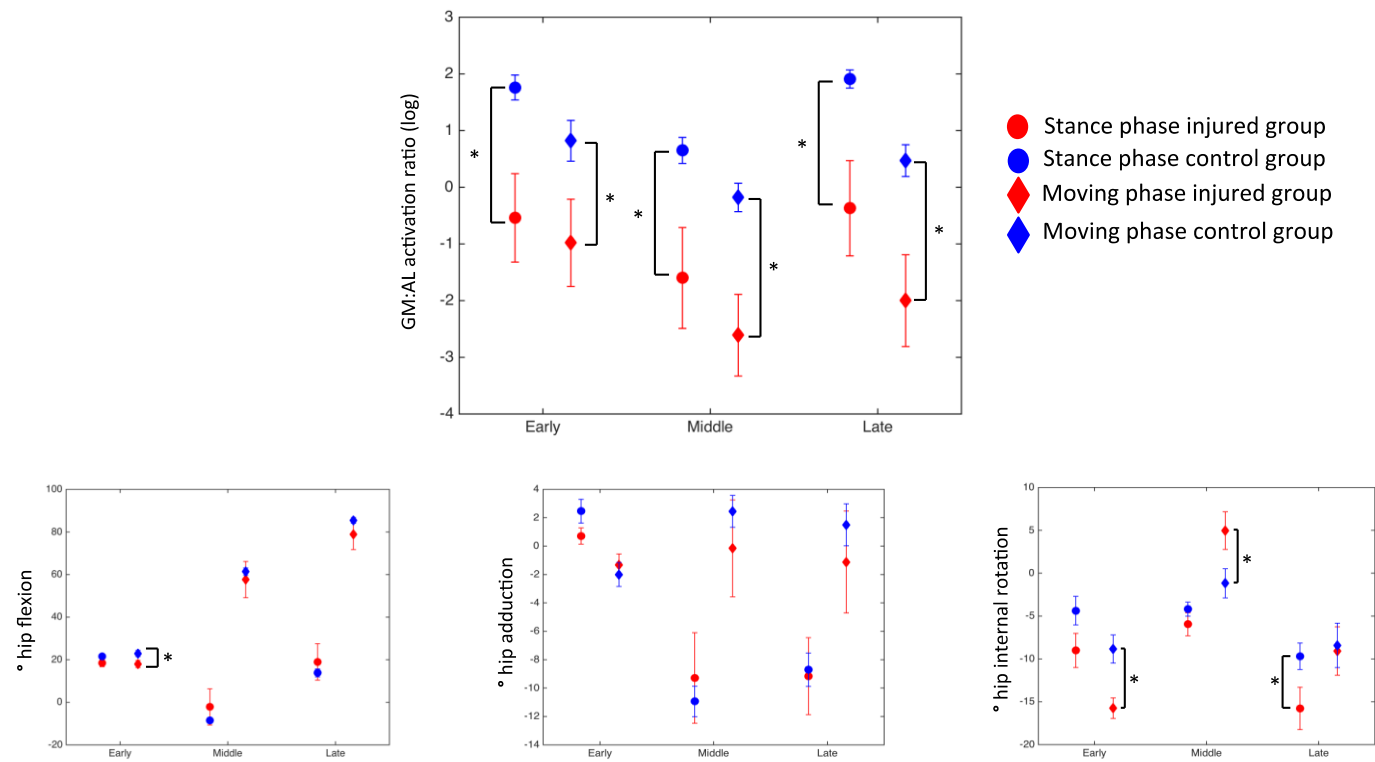 3
2
1
0
-1
-2
-3
-4
GM:AL activation ratio (log)
*
*
*
*
*
*
Early
Middle
Late
Stance phase injured group
Stance phase control group
Moving phase injured group
Moving phase control group
100
80
60
40
20
0
-20
° hip flexion
*
Early
Middle
Late
4
2
0
-2
-4
-6
-8
-10
-12
-14
° hip adduction
Early
Middle
Late
10
5
0
-5
-10
-15
-20
° hip internal rotation
*
*
*
Early
Middle
Late